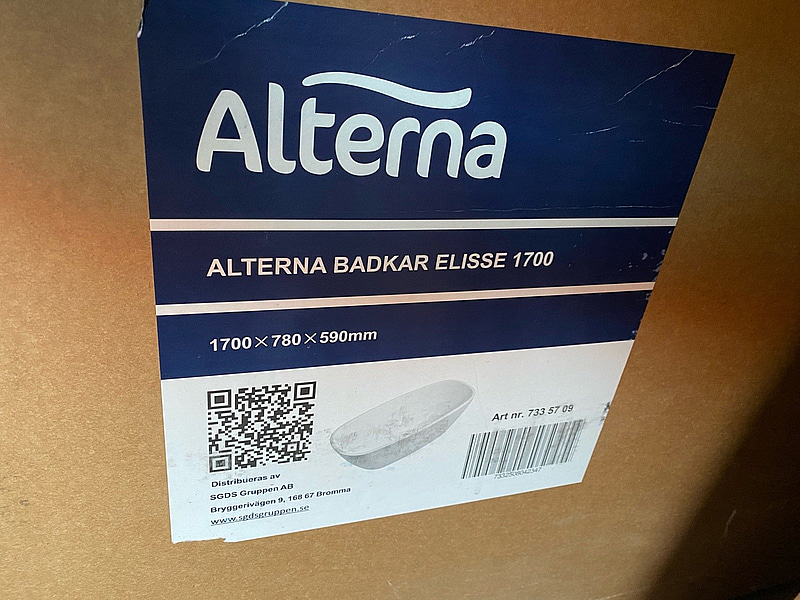 Alterna
ALTERNA BADKAR ELISSE 1700
1700×780×590mm
Art nr. 733 57 09
7332536042347
Distribueras av
SGDS Gruppen AB
Bryggerivägen 9, 168 67 Bromma
www.sgdsgruppen.se